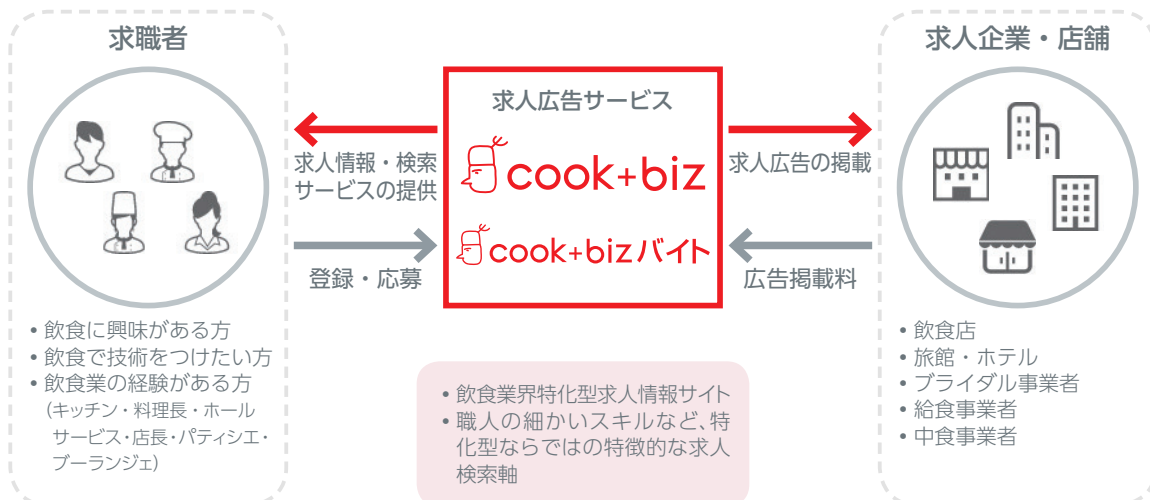 求職者
• 飲食に興味がある方
• 飲食で技術をつけたい方
• 飲食業の経験がある方
(キッチン・料理長・ホール
サービス・店長・パティシエ・
ブーランジェ)
求人情報・検索
サービスの提供
登録・応募
求人広告サービス
cook+biz
cook+bizバイト
• 飲食業界特化型求人情報サイト
• 職人の細かいスキルなど、特
化型ならではの特徴的な求人
検索軸
求人広告の掲載
広告掲載料
求人企業・店舗
• 飲食店
• 旅館・ホテル
• ブライダル事業者
• 給食事業者
• 中食事業者